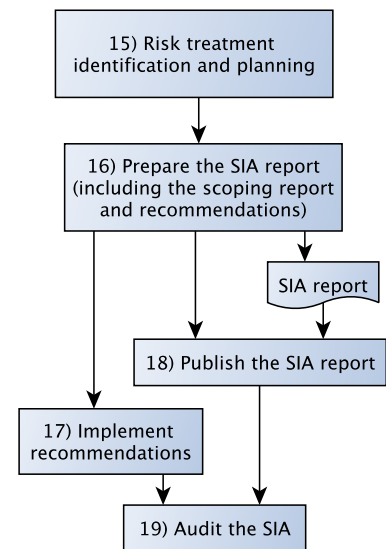 15) Risk treatment
identification and planning
16) Prepare the SIA report
(including the scoping report
and recommendations)
SIA report
18) Publish the SIA report
17) Implement
recommendations
19) Audit the SIA